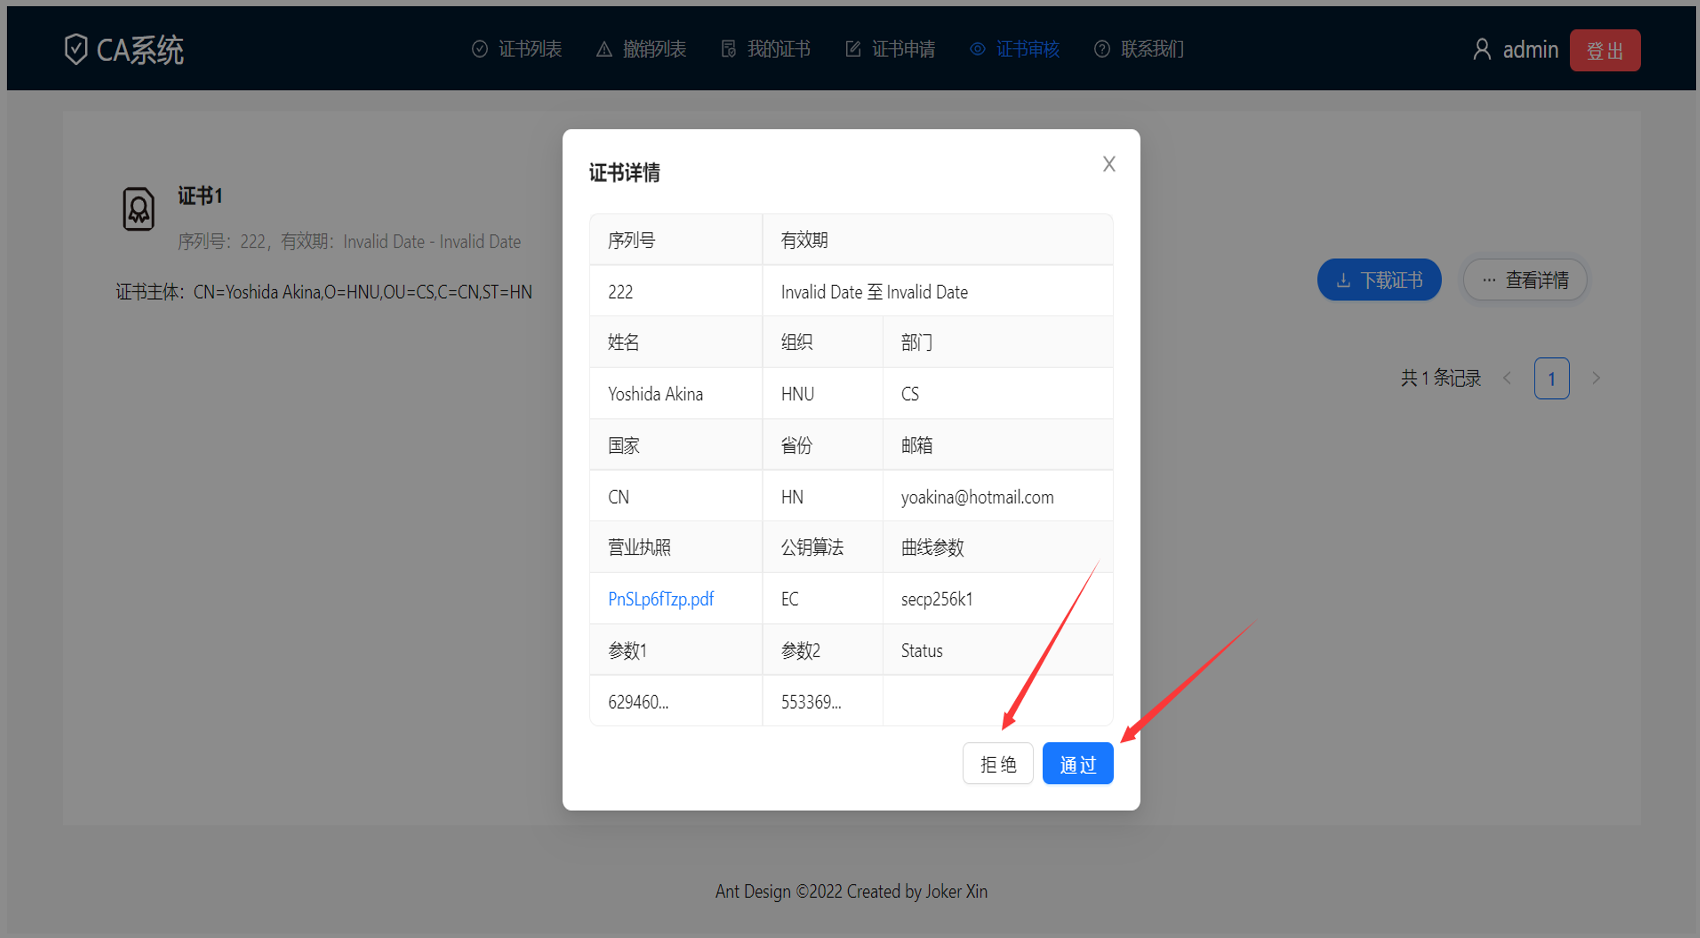 CA系统
证书列表
撤销列表
我的证书
证书申请
证书审核
联系我们
admin
登出
证书1
序列号：222，有效期：Invalid Date - Invalid Date
证书主体：CN=Yoshida Akina,O=HNU,OU=CS,C=CN,ST=HN
下载证书
··· 查看详情
共 1 条记录
1
证书详情
序列号 有效期
222 Invalid Date 至 Invalid Date
姓名 组织 部门
Yoshida Akina HNU CS
国家 省份 邮箱
CN HN yoakina@hotmail.com
营业执照 公钥算法 曲线参数
PnSLp6fTzp.pdf EC secp256k1
参数1 参数2 Status
629460... 553369...
拒绝 通过
Ant Design ©2022 Created by Joker Xin